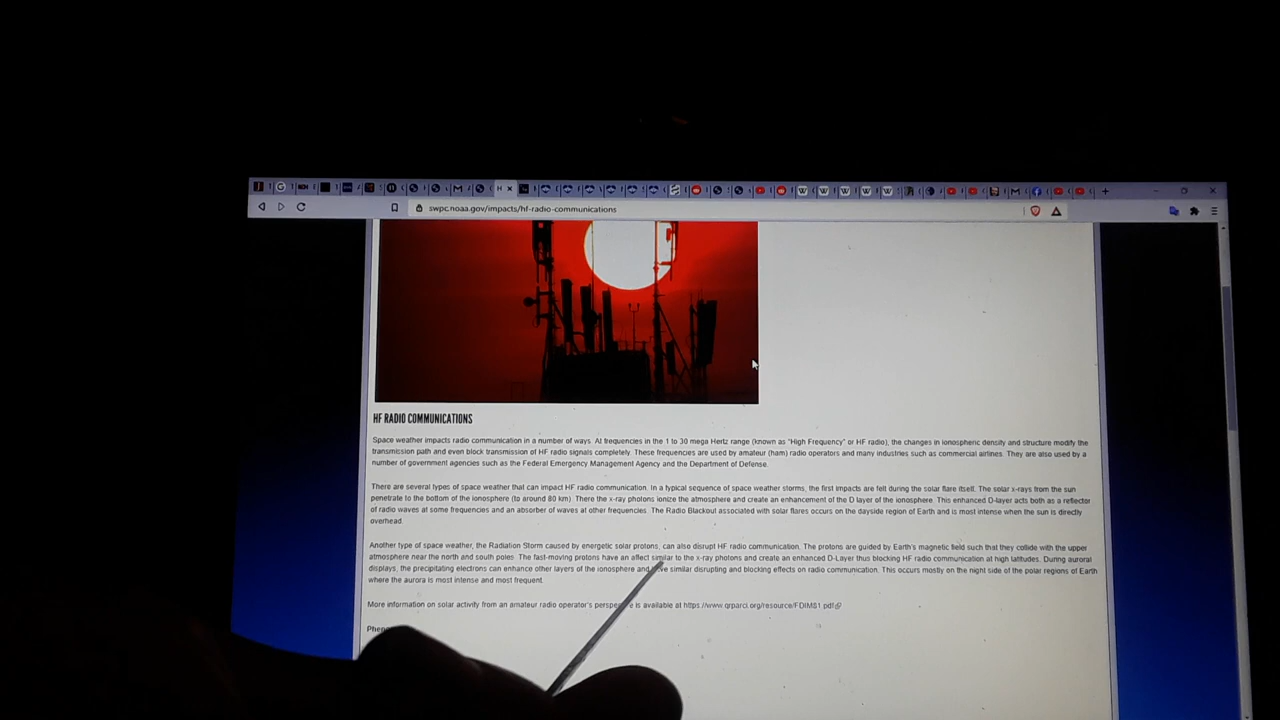 swpc.noaa.gov/impacts/hf-radio-communications
HF RADIO COMMUNICATIONS
Space weather impacts radio communication in a number of ways. At frequencies in the 1 to 30 mega Hertz range (known as "High Frequency" or HF radio), the changes in ionospheric density and structure modify the
transmission path and even block transmission of HF radio signals completely. These frequencies are used by amateur (ham) radio operators and many industries such as commercial airlines. They are also used by a
number of government agencies such as the Federal Emergency Management Agency and the Department of Defense.
There are several types of space weather that can impact HF radio communication. In a typical sequence of space weather storms, the first impacts are felt during the solar flare itself. The solar x-rays from the sun
penetrate to the bottom of the ionosphere (to around 80 km). There the x-ray photons ionize the atmosphere and create an enhancement of the D layer of the ionosphere. This enhanced D-layer acts both as a reflector
of radio waves at some frequencies and an absorber of waves at other frequencies. The Radio Blackout associated with solar flares occurs on the dayside region of Earth and is most intense when the sun is directly
overhead.
Another type of space weather, the Radiation Storm caused by energetic solar protons, can also disrupt HF radio communication. The protons are guided by Earth's magnetic field such that they collide with the upper
atmosphere near the north and south poles. The fast-moving protons have an affect similar to the x-ray photons and create an enhanced D-Layer thus blocking HF radio communication at high latitudes. During auroral
displays, the precipitating electrons can enhance other layers of the ionosphere and similar disrupting and blocking effects on radio communication. This occurs mostly on the night side of the polar regions of Earth
where the aurora is most intense and most frequent.
More information on solar activity from an amateur radio operator's is available at https://www.qrparci.org/resource/FDIM81.pdf